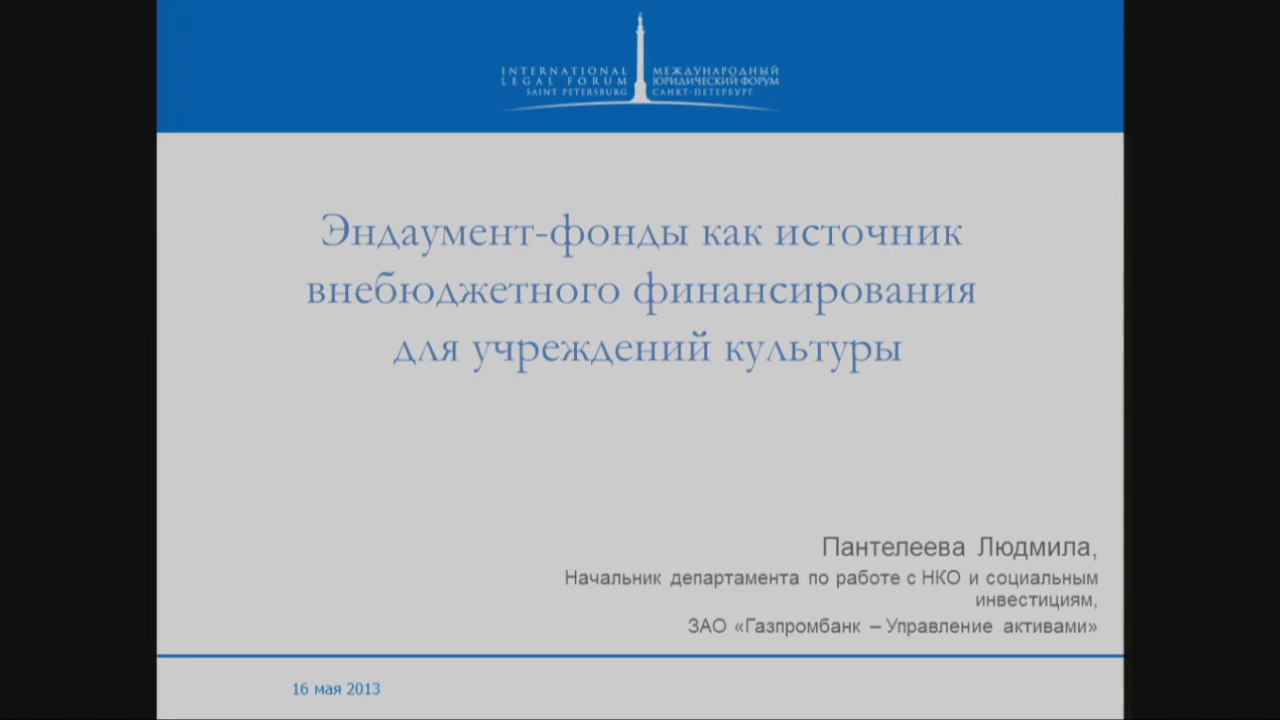 INTERNATIONAL
LEGAL FORUM
SAINT PETERSBURG
МЕЖДУНАРОДНЫЙ
ЮРИДИЧЕСКИЙ ФОРУМ
САНКТ-ПЕТЕРБУРГ
Эндаумент-фонды как источник
внебюджетного финансирования
для учреждений культуры
Пантелеева Людмила,
Начальник департамента по работе с НКО и социальным
инвестициям,
ЗАО «Газпромбанк – Управление активами»
16 мая 2013